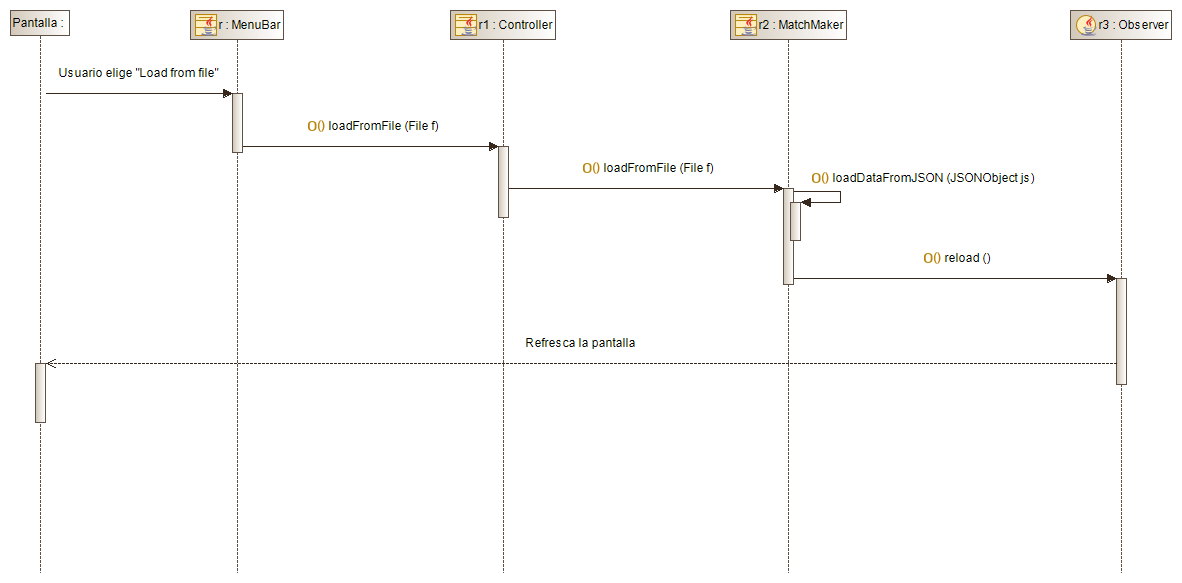 Pantalla :
r : MenuBar
r1 : Controller
r2 : MatchMaker
r3 : Observer
Usuario elige "Load from file"
O() loadFromFile (File f)
O() loadFromFile (File f)
O() loadDataFromJSON (JSONObject js)
O() reload ()
Refresca la pantalla